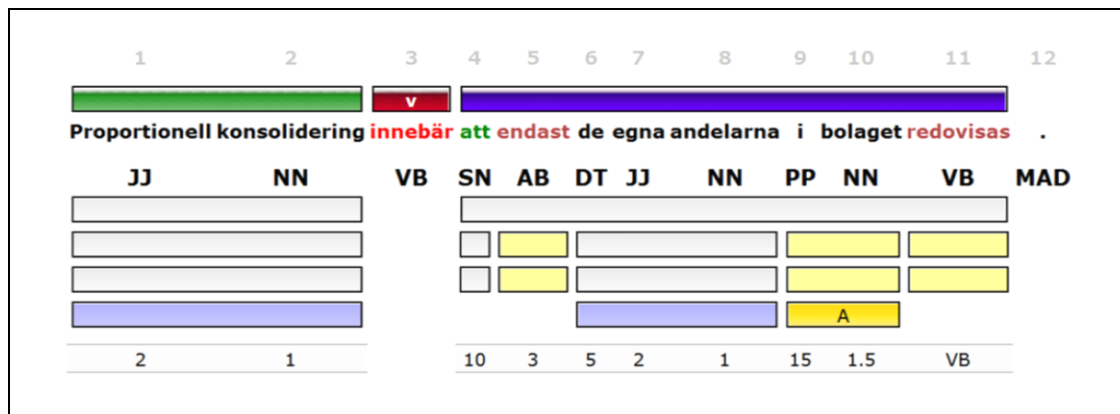 1 2 3 4 5 6 7 8 9 10 11 12
v
Proportionell konsolidering innebär att endast de egna andelarna i bolaget redovisas .
JJ NN VB SN AB DT JJ NN PP NN VB MAD
A
2 1 10 3 5 2 1 15 1.5 VB